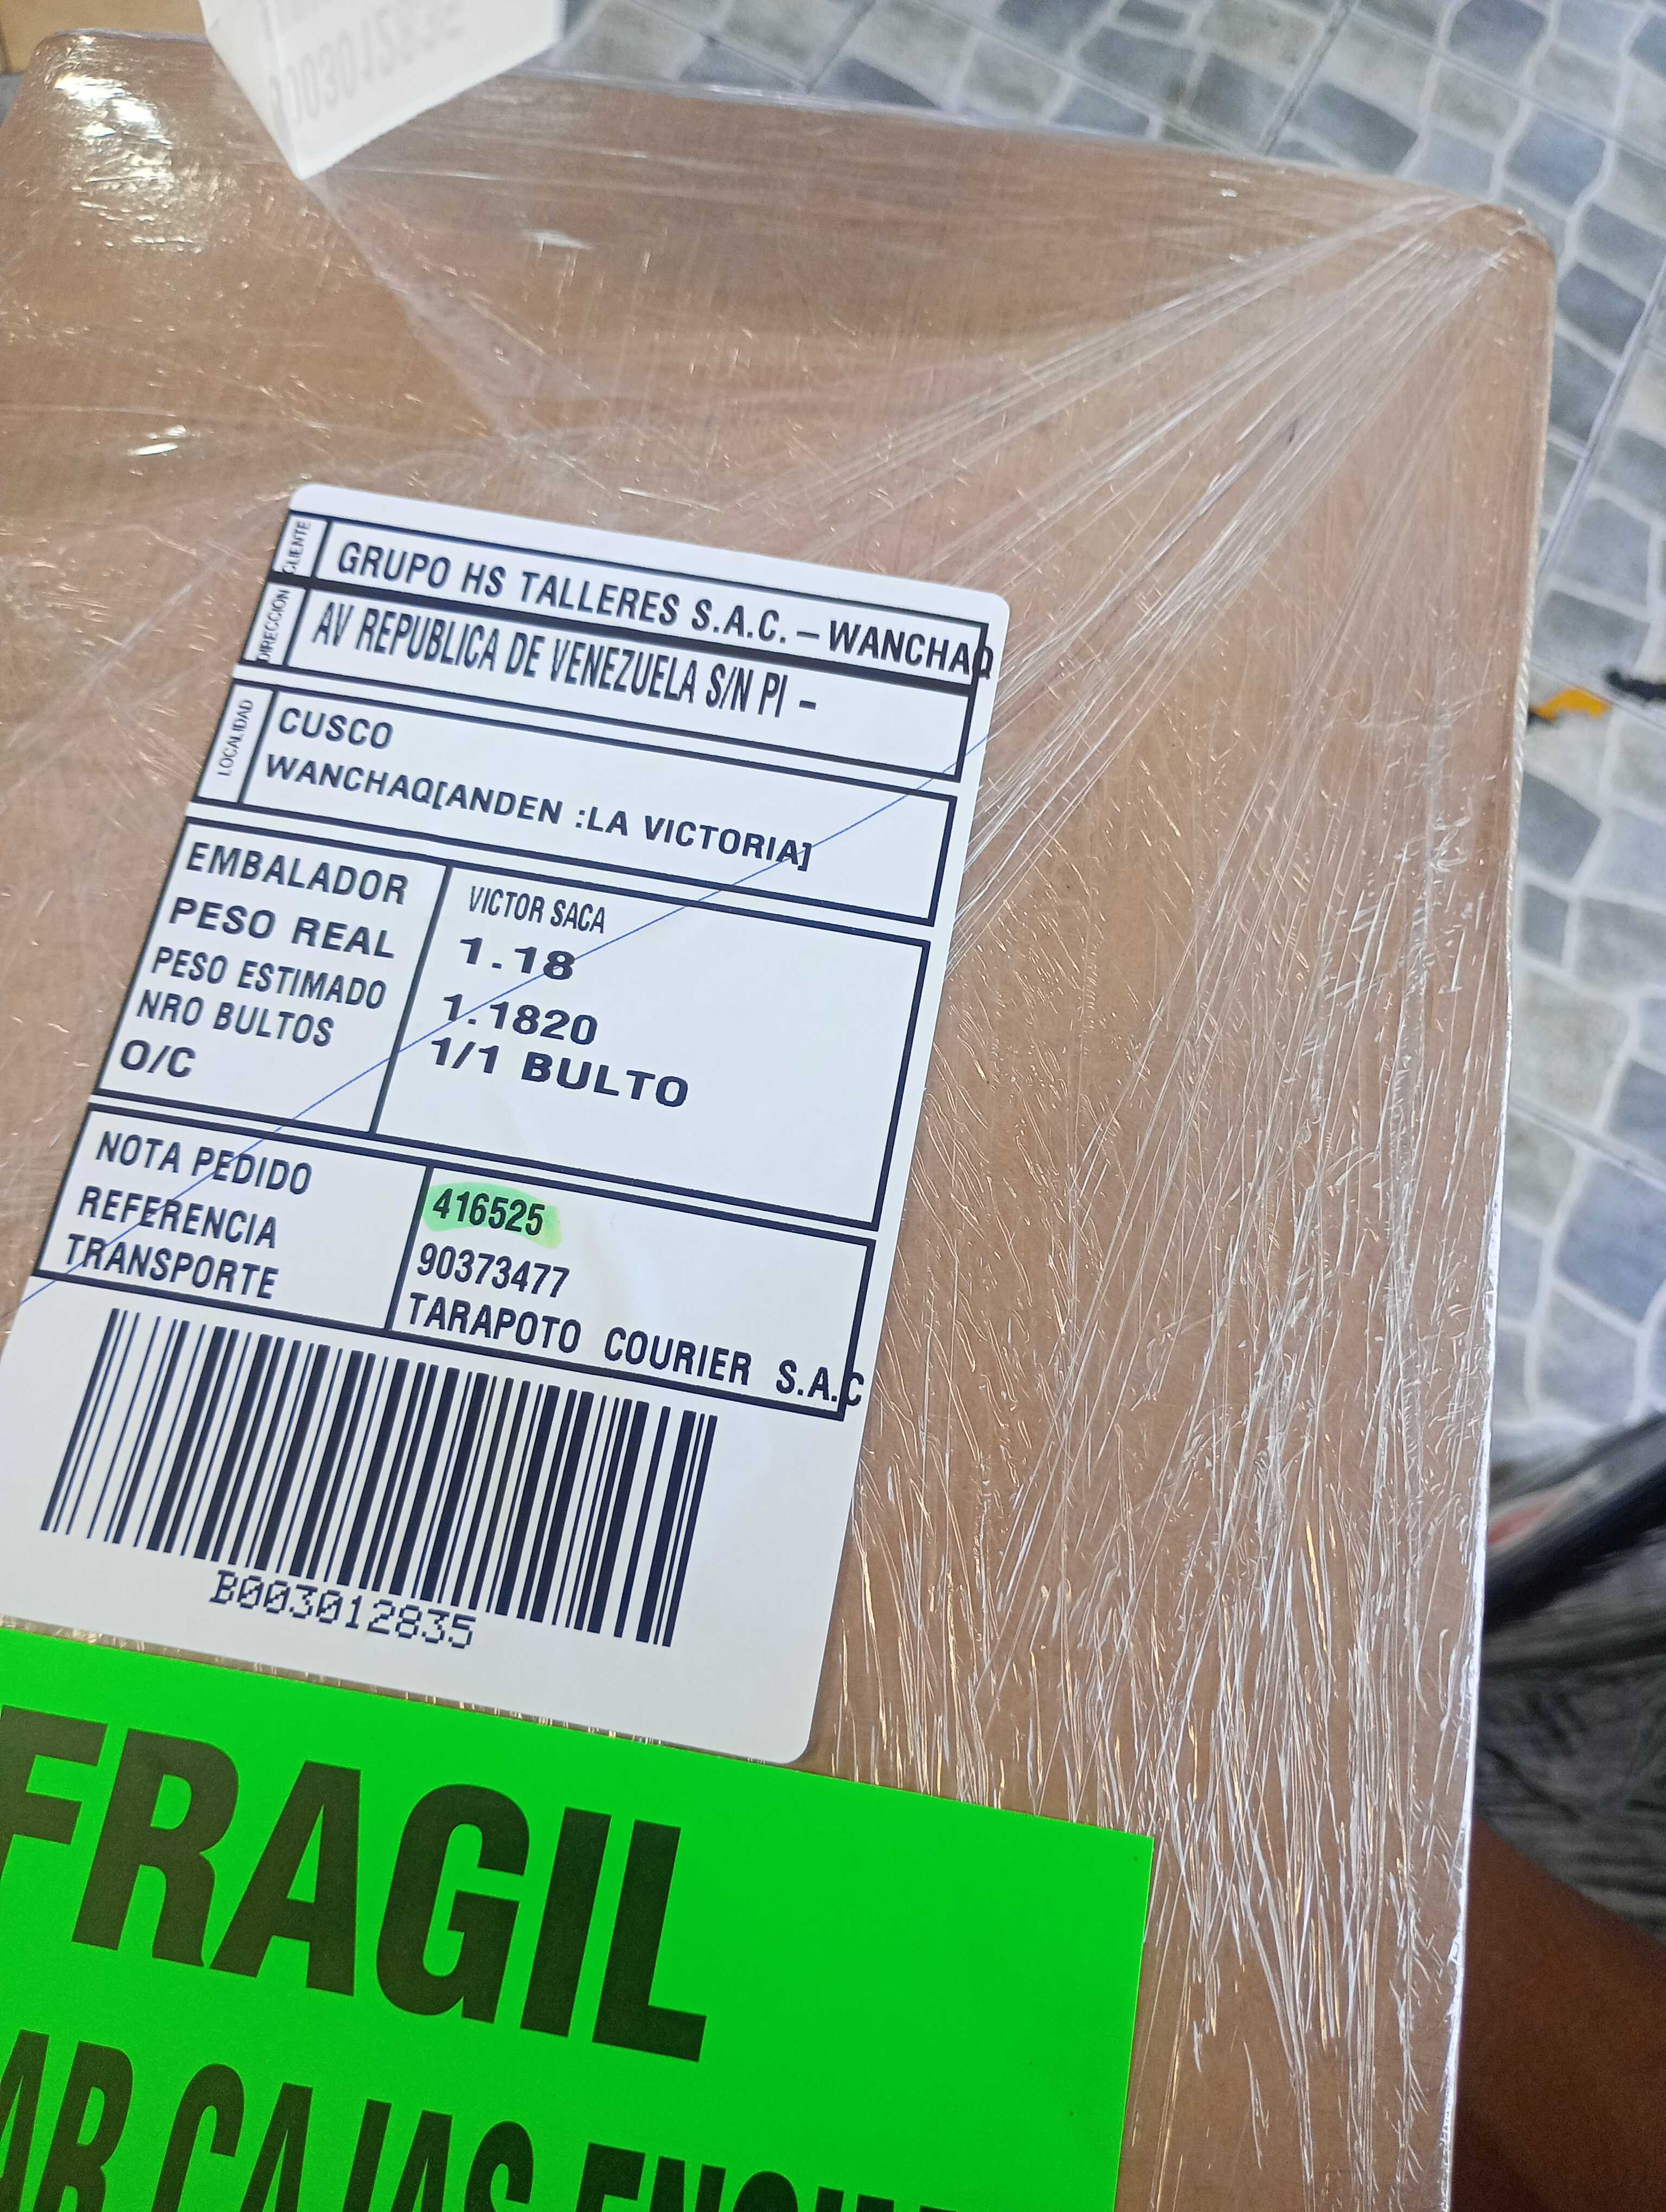 CLIENTE
GRUPO HS TALLERES S.A.C. – WANCHAQ
DIRECCION
AV REPUBLICA DE VENEZUELA S/N PI -
LOCALIDAD
CUSCO
WANCHAQ[ANDEN :LA VICTORIA]
EMBALADOR VICTOR SACA
PESO REAL 1.18
PESO ESTIMADO 1.1820
NRO BULTOS 1/1 BULTO
O/C
NOTA PEDIDO 416525
REFERENCIA 90373477
TRANSPORTE TARAPOTO COURIER S.A.C
B003012835
FRAGIL
CAJAS